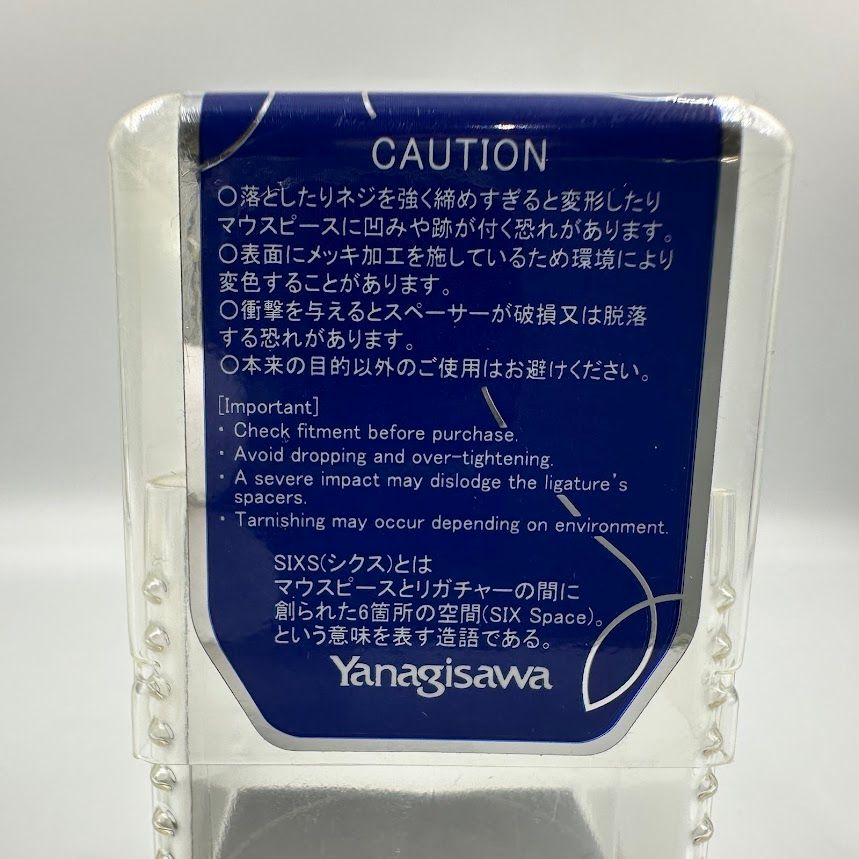 CAUTION
○落としたりネジを強く締めすぎると変形したり
マウスピースに凹みや跡が付く恐れがあります。
○表面にメッキ加工を施しているため環境により
変色することがあります。
○衝撃を与えるとスペーサーが破損又は脱落
する恐れがあります。
○本来の目的以外のご使用はお避けください。
[Important]
・Check fitment before purchase.
・Avoid dropping and over-tightening.
・A severe impact may dislodge the ligature's
spacers.
・Tarnishing may occur depending on environment.
SIXS(シクス)とは
マウスピースとリガチャーの間に
創られた6箇所の空間(SIX Space)。
という意味を表す造語である。
Yanagisawa